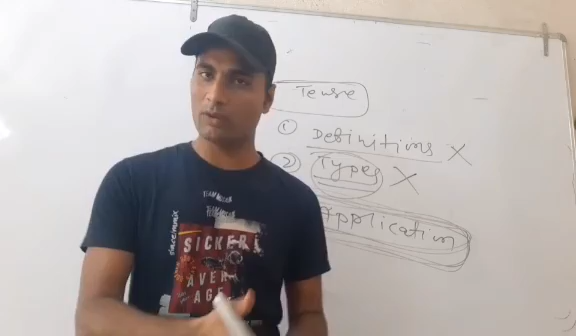 Tense
① Definitions X
② Types X
Application
SICKER
AVER
AGE